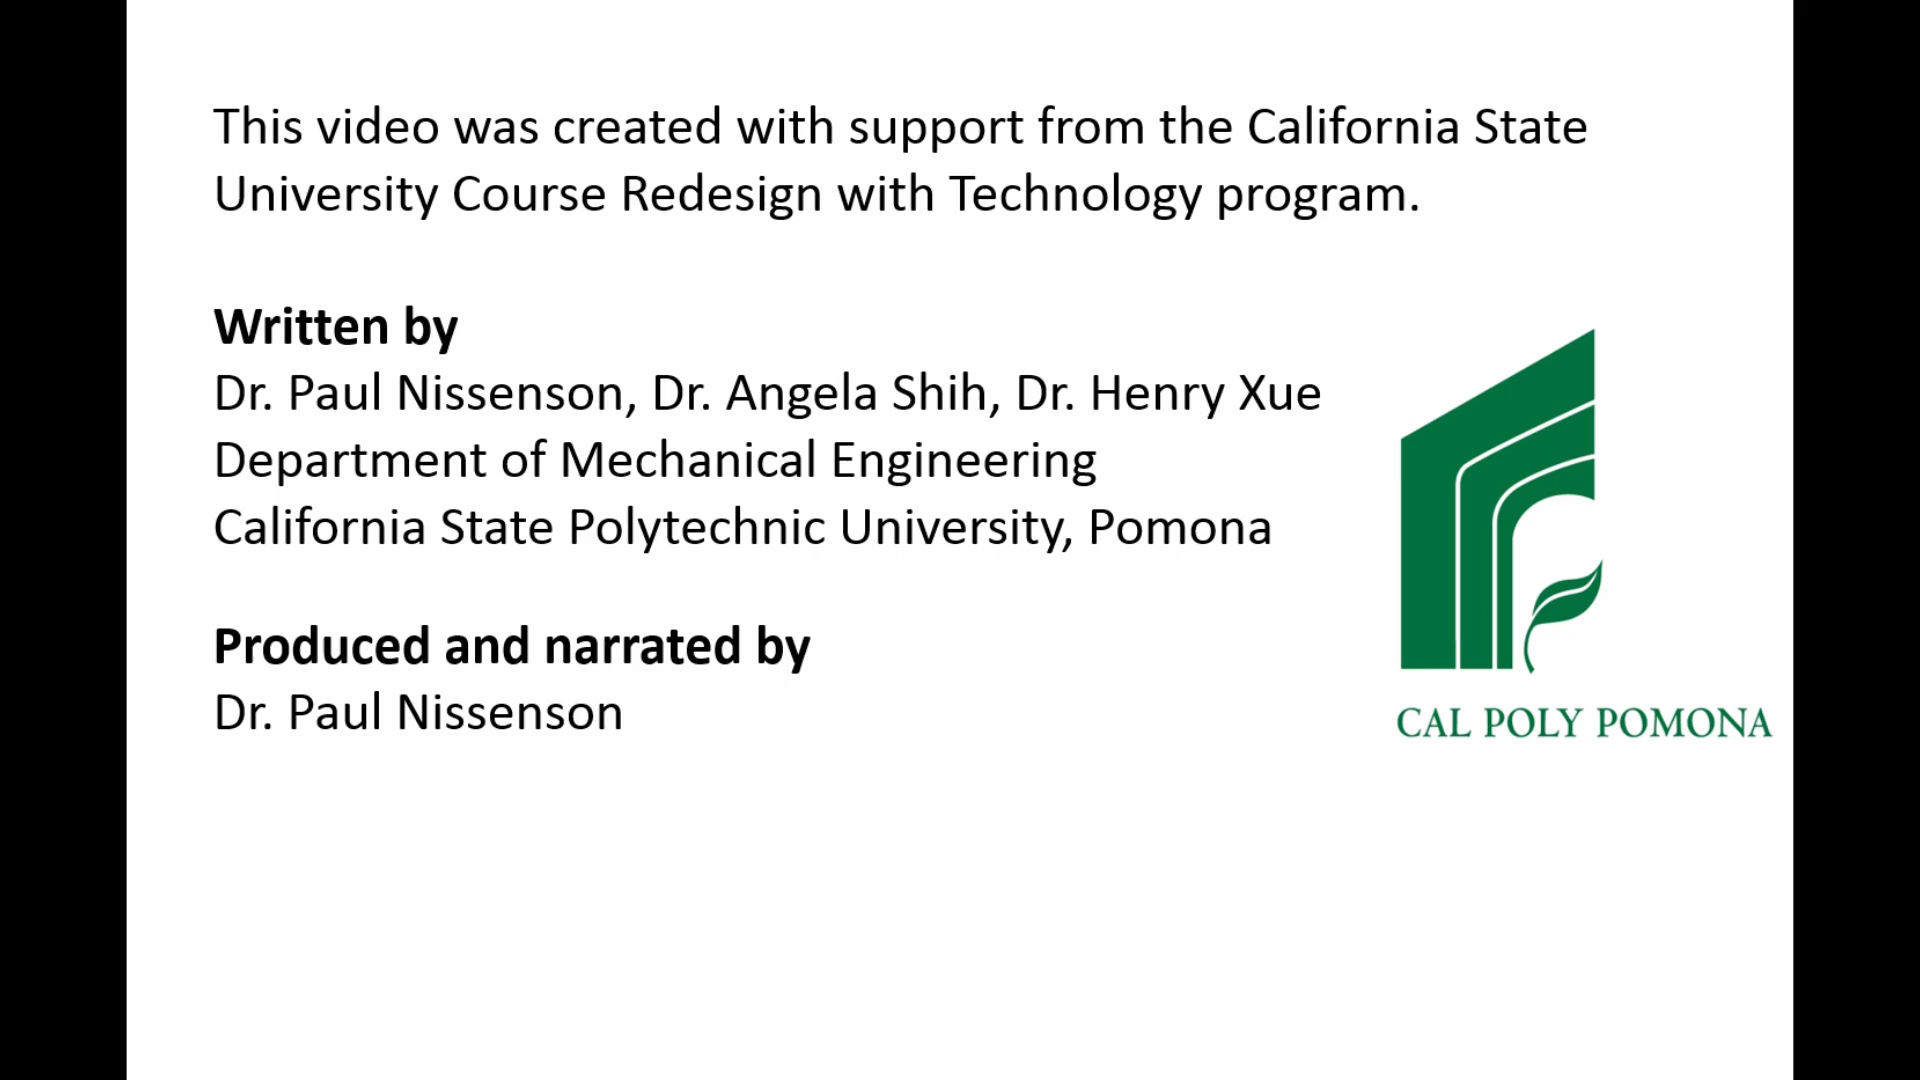 This video was created with support from the California State
University Course Redesign with Technology program.
Written by
Dr. Paul Nissenson, Dr. Angela Shih, Dr. Henry Xue
Department of Mechanical Engineering
California State Polytechnic University, Pomona
Produced and narrated by
Dr. Paul Nissenson
CAL POLY POMONA